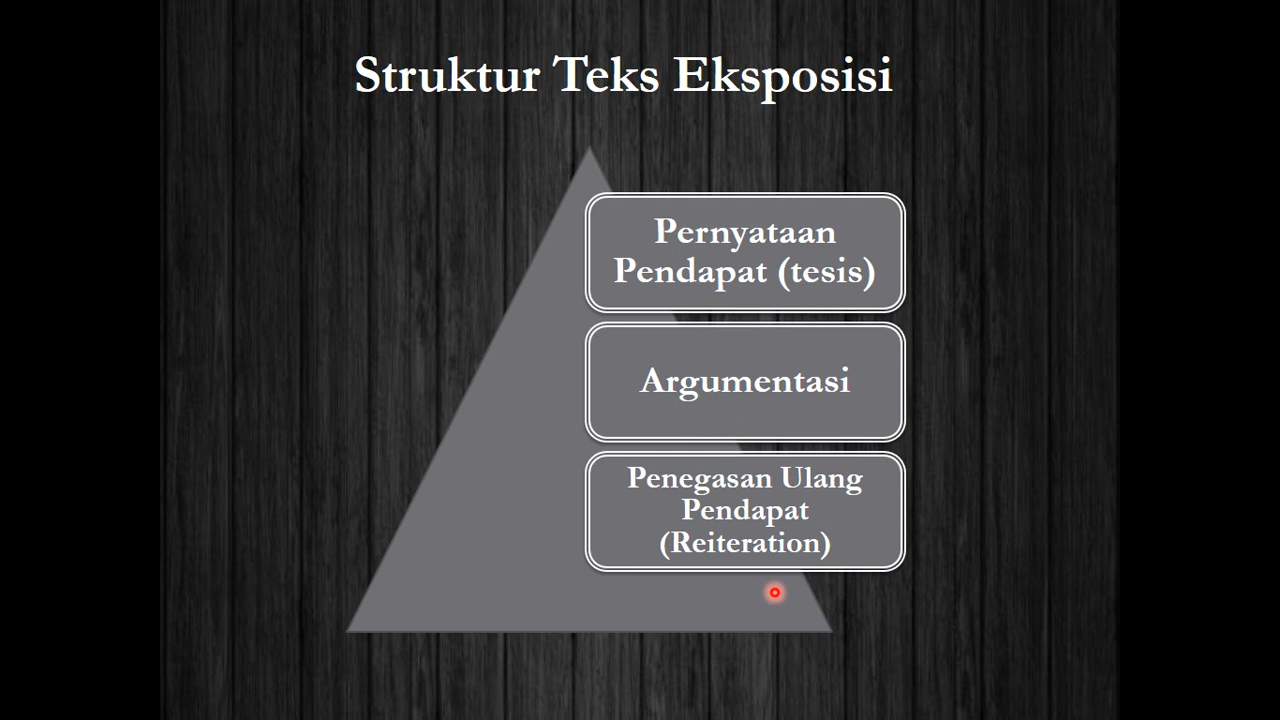 Struktur Teks Eksposisi
Pernyataan
Pendapat (tesis)
Argumentasi
Penegasan Ulang
Pendapat
(Reiteration)